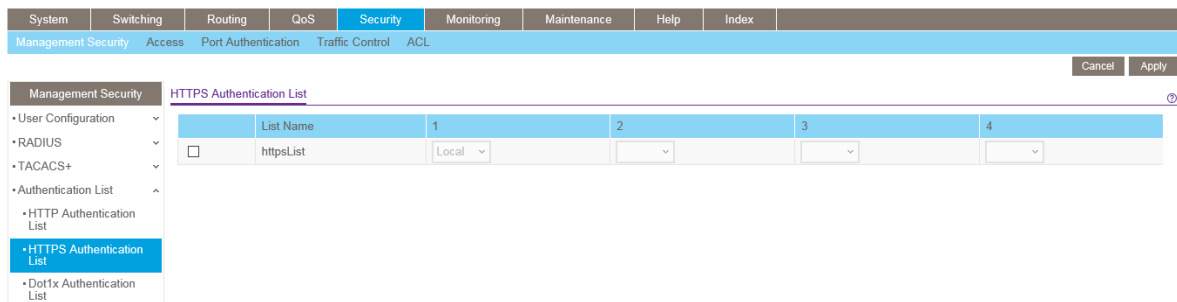 System Switching Routing QoS Security Monitoring Maintenance Help Index
Management Security Access Port Authentication Traffic Control ACL
Cancel Apply
Management Security
• User Configuration
• RADIUS
• TACACS+
• Authentication List
• HTTP Authentication
List
• HTTPS Authentication
List
• Dot1x Authentication
List
HTTPS Authentication List
?
List Name 1 2 3 4
httpsList Local